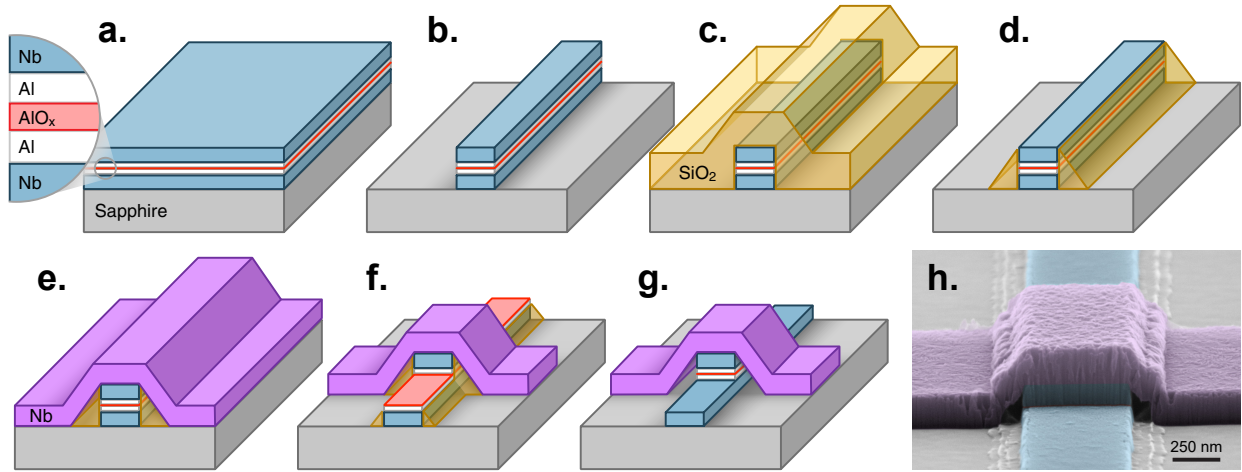 a.
b.
c.
d.
Nb
Al
AlOₓ
Al
Nb
Sapphire
SiO₂
e.
f.
g.
h.
Nb
250 nm